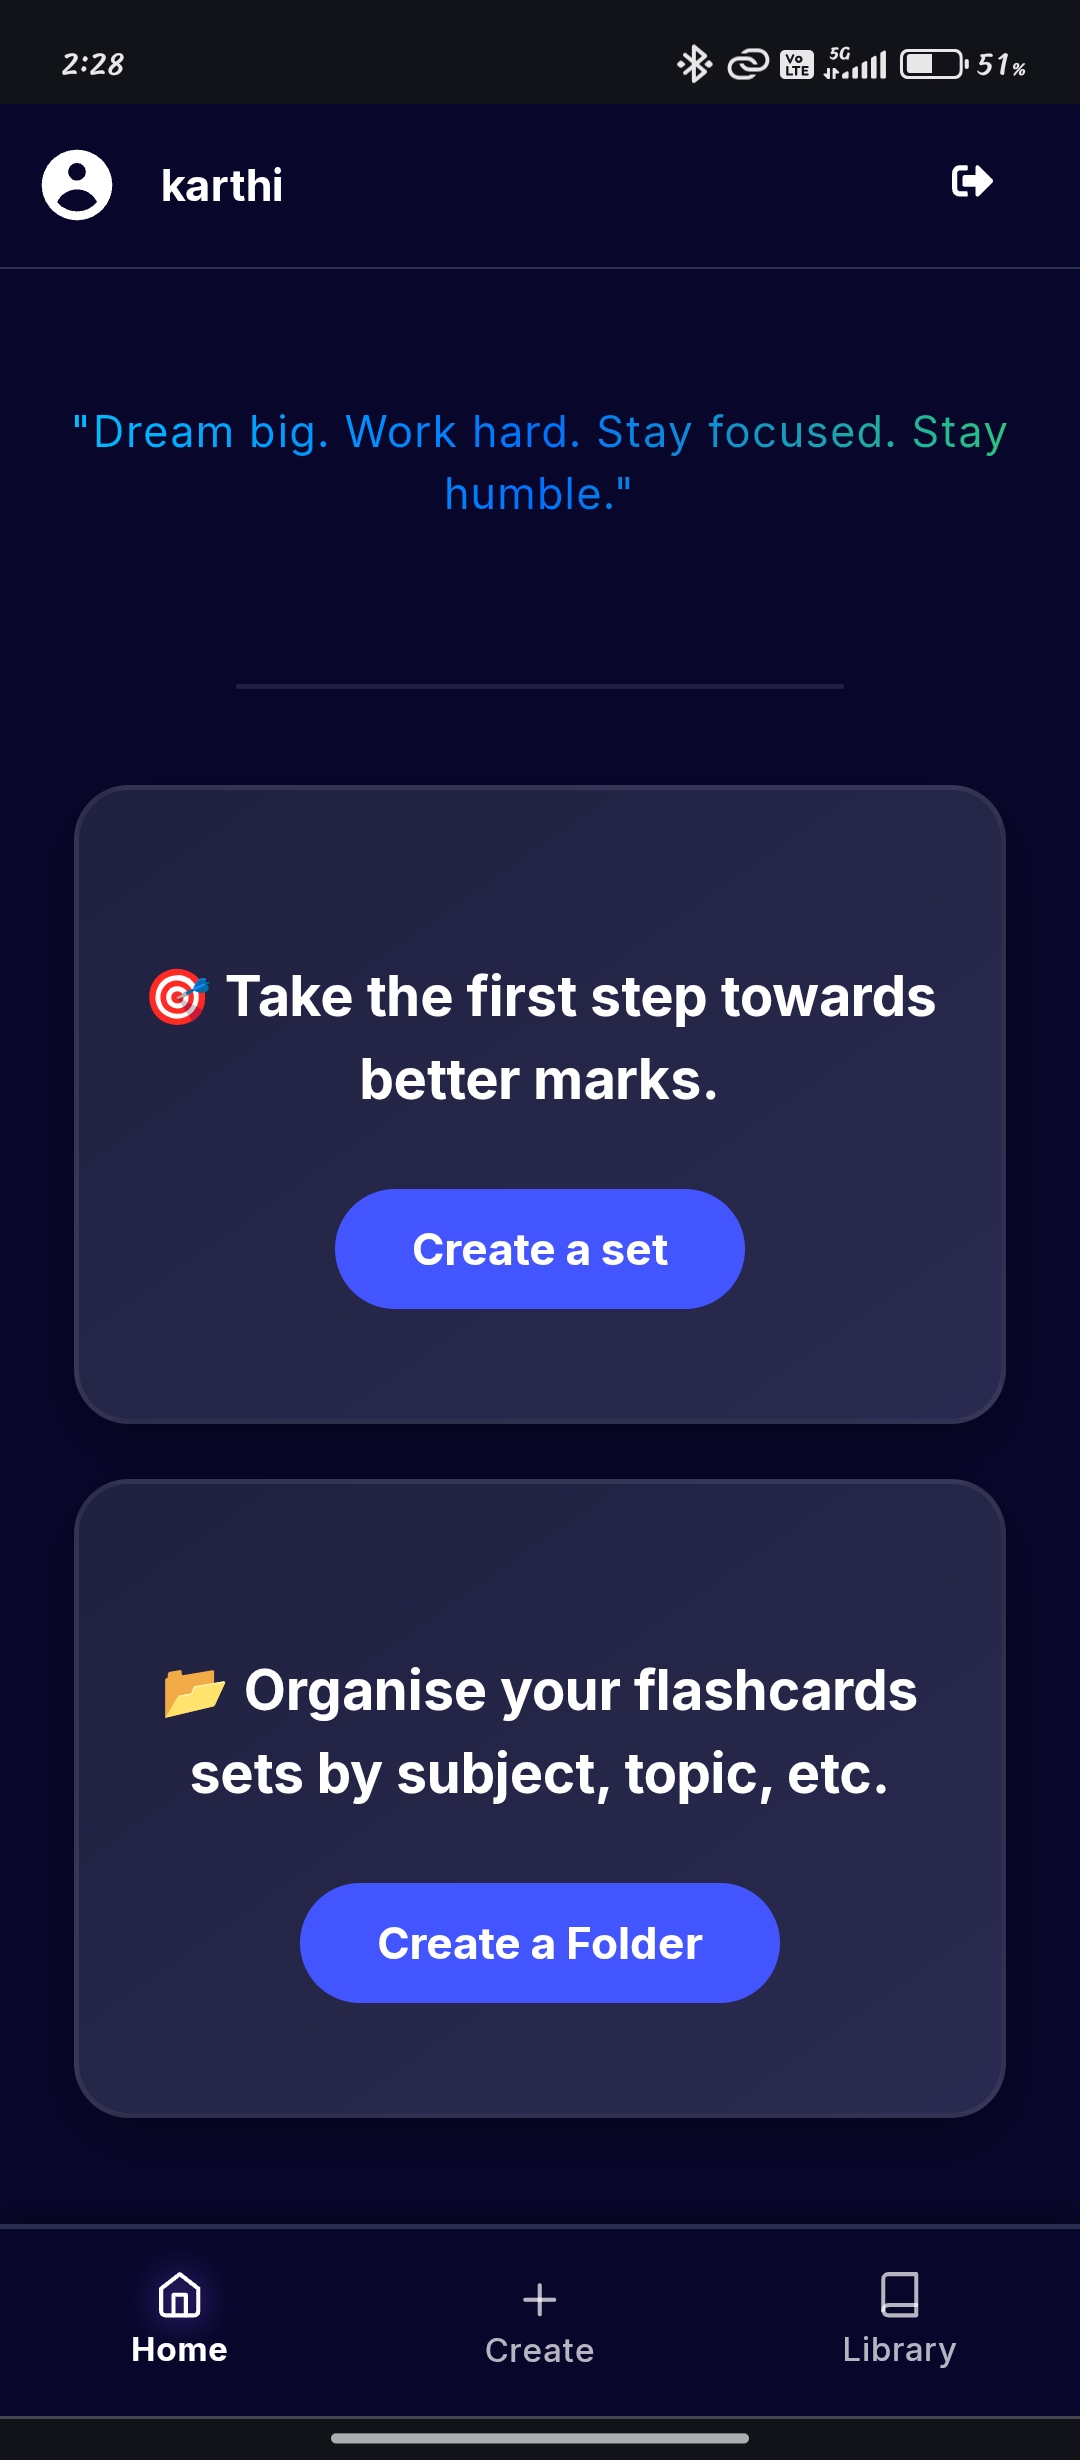 2:28
Vo LTE 5G 51%
karthi
"Dream big. Work hard. Stay focused. Stay
humble."
🎯 Take the first step towards
better marks.
Create a set
📂 Organise your flashcards
sets by subject, topic, etc.
Create a Folder
Home
Create
Library